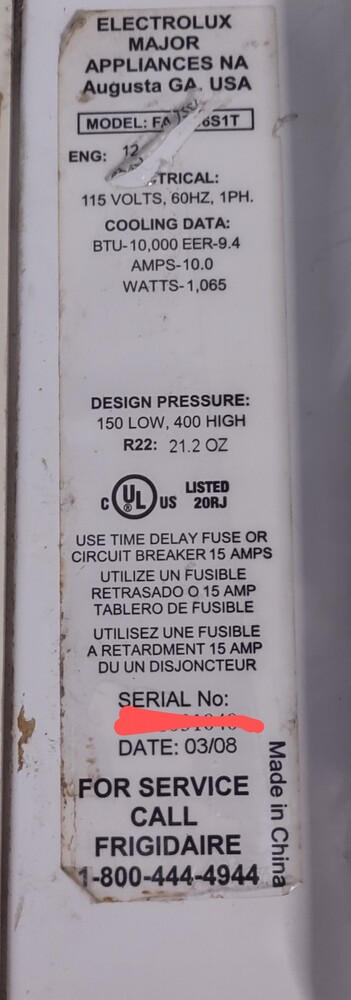 ELECTROLUX
MAJOR
APPLIANCES NA
Augusta GA. USA
MODEL:
ENG: 12
115 VOLTS, 60HZ, 1PH.
COOLING DATA:
BTU-10,000 EER-9.4
AMPS-10.0
WATTS-1,065
DESIGN PRESSURE:
150 LOW, 400 HIGH
R22: 21.2 OZ
C UL US LISTED
20RJ
USE TIME DELAY FUSE OR
CIRCUIT BREAKER 15 AMPS
UTILIZE UN FUSIBLE
RETRASADO O 15 AMP
TABLERO DE FUSIBLE
UTILISEZ UNE FUSIBLE
A RETARDMENT 15 AMP
DU UN DISJONCTEUR
SERIAL No:
DATE: 03/08
FOR SERVICE
CALL
FRIGIDAIRE
1-800-444-4944
Made in China